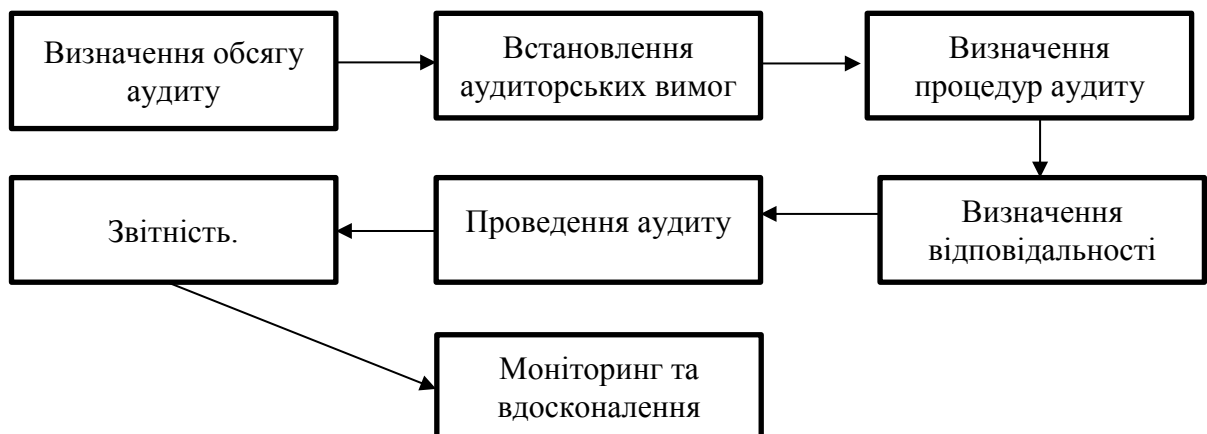 Визначення обсягу
аудиту
Встановлення
аудиторських вимог
Визначення
процедур аудиту
Визначення
відповідальності
Проведення аудиту
Звітність.
Моніторинг та
вдосконалення